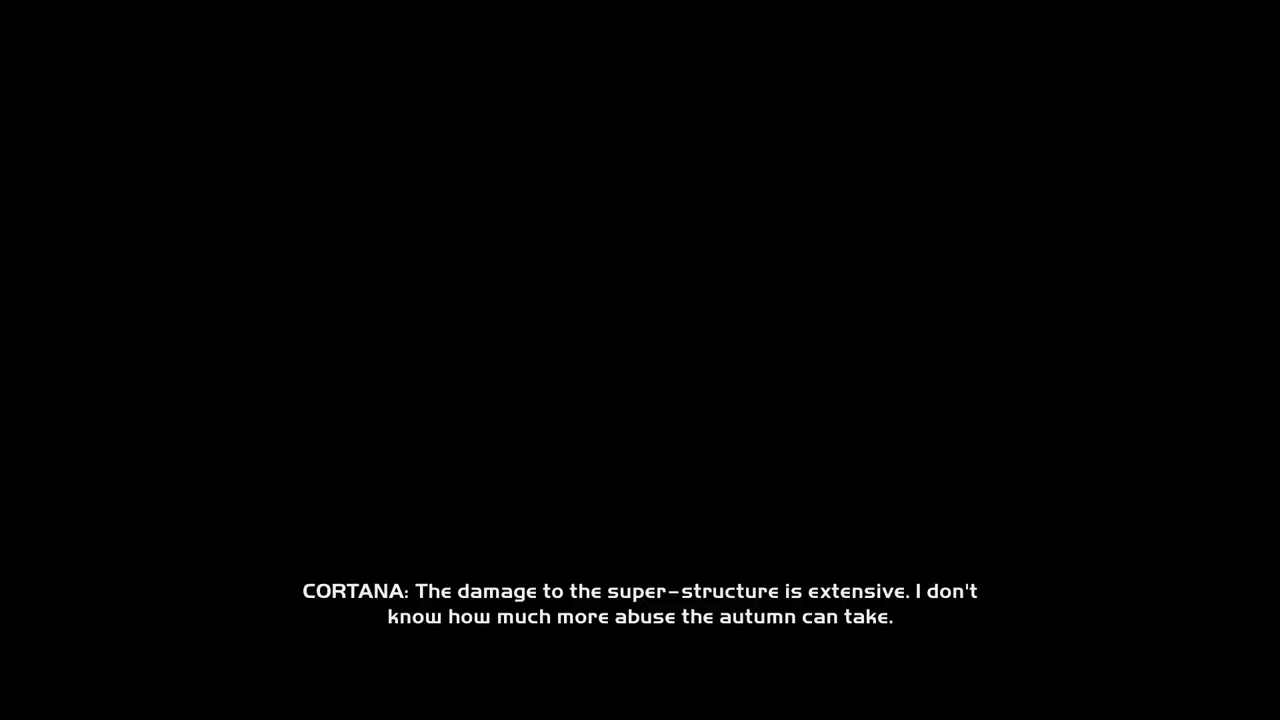 CORTANA: The damage to the super-structure is extensive. I don't
know how much more abuse the autumn can take.